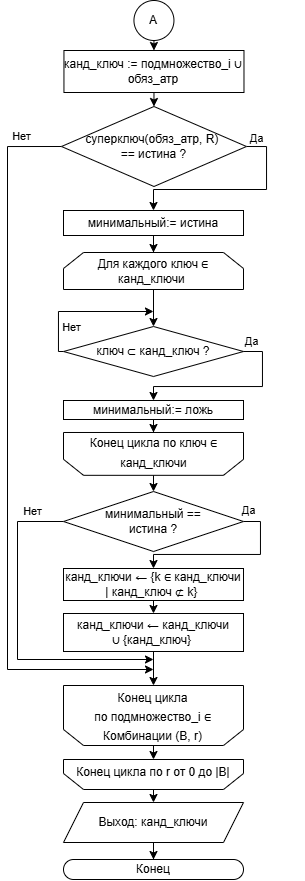 A
канд_ключ := подмножество_i ∪
обяз_атр
Нет
суперключ(обяз_атр, R)
== истина ?
Да
минимальный:= истина
Для каждого ключ ∈
канд_ключи
Нет
ключ ⊂ канд_ключ ?
Да
минимальный:= ложь
Конец цикла по ключ ∈
канд_ключи
Нет
минимальный ==
истина ?
Да
канд_ключи ← {k ∈ канд_ключи
| канд_ключ ⊄ k}
канд_ключи ← канд_ключи
∪ {канд_ключ}
Конец цикла
по подмножество_i ∈
Комбинации (B, r)
Конец цикла по r от 0 до |B|
Выход: канд_ключи
Конец